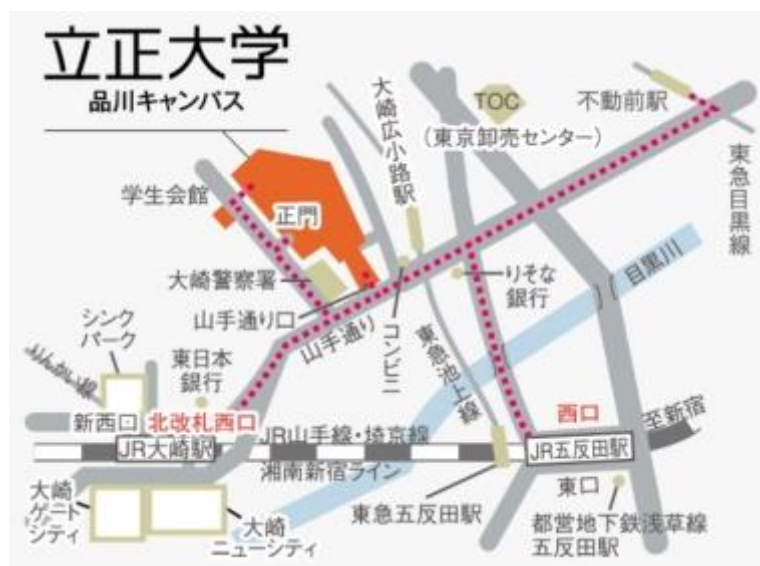 立正大学
品川キャンパス
学生会館
正門
大崎警察署
山手通り口
山手通り
コンビニ
大崎広小路駅
TOC
(東京卸売センター)
不動前駅
東急目黒線
目黒川
りそな
銀行
東急池上線
シンク
パーク
りんかい線
東日本
銀行
新西口
北改札西口
JR大崎駅
JR山手線・埼京線
湘南新宿ライン
西口
至新宿
JR五反田駅
東口
東急五反田駅
都営地下鉄浅草線
五反田駅
大崎
ゲート
シティ
大崎
ニューシティ